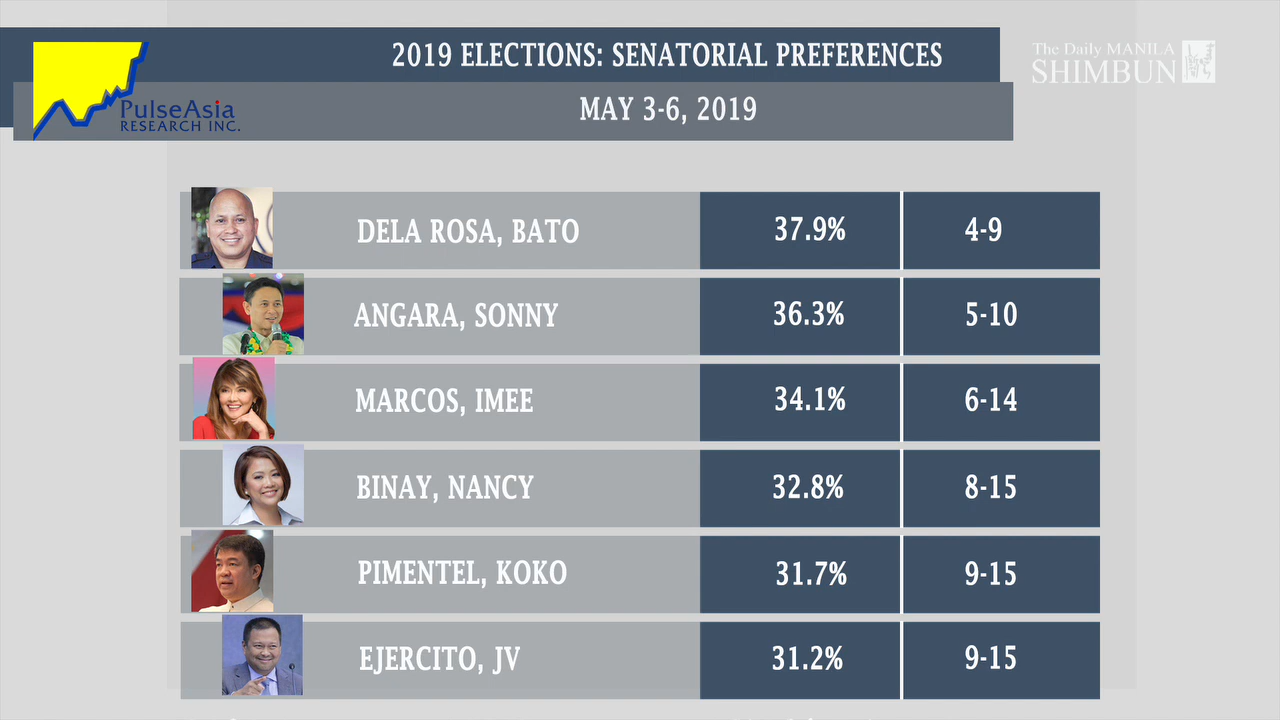 2019 ELECTIONS: SENATORIAL PREFERENCES
The Daily MANILA
SHIMBUN
PulseAsia
RESEARCH INC.
MAY 3-6, 2019
DELA ROSA, BATO 37.9% 4-9
ANGARA, SONNY 36.3% 5-10
MARCOS, IMEE 34.1% 6-14
BINAY, NANCY 32.8% 8-15
PIMENTEL, KOKO 31.7% 9-15
EJERCITO, JV 31.2% 9-15